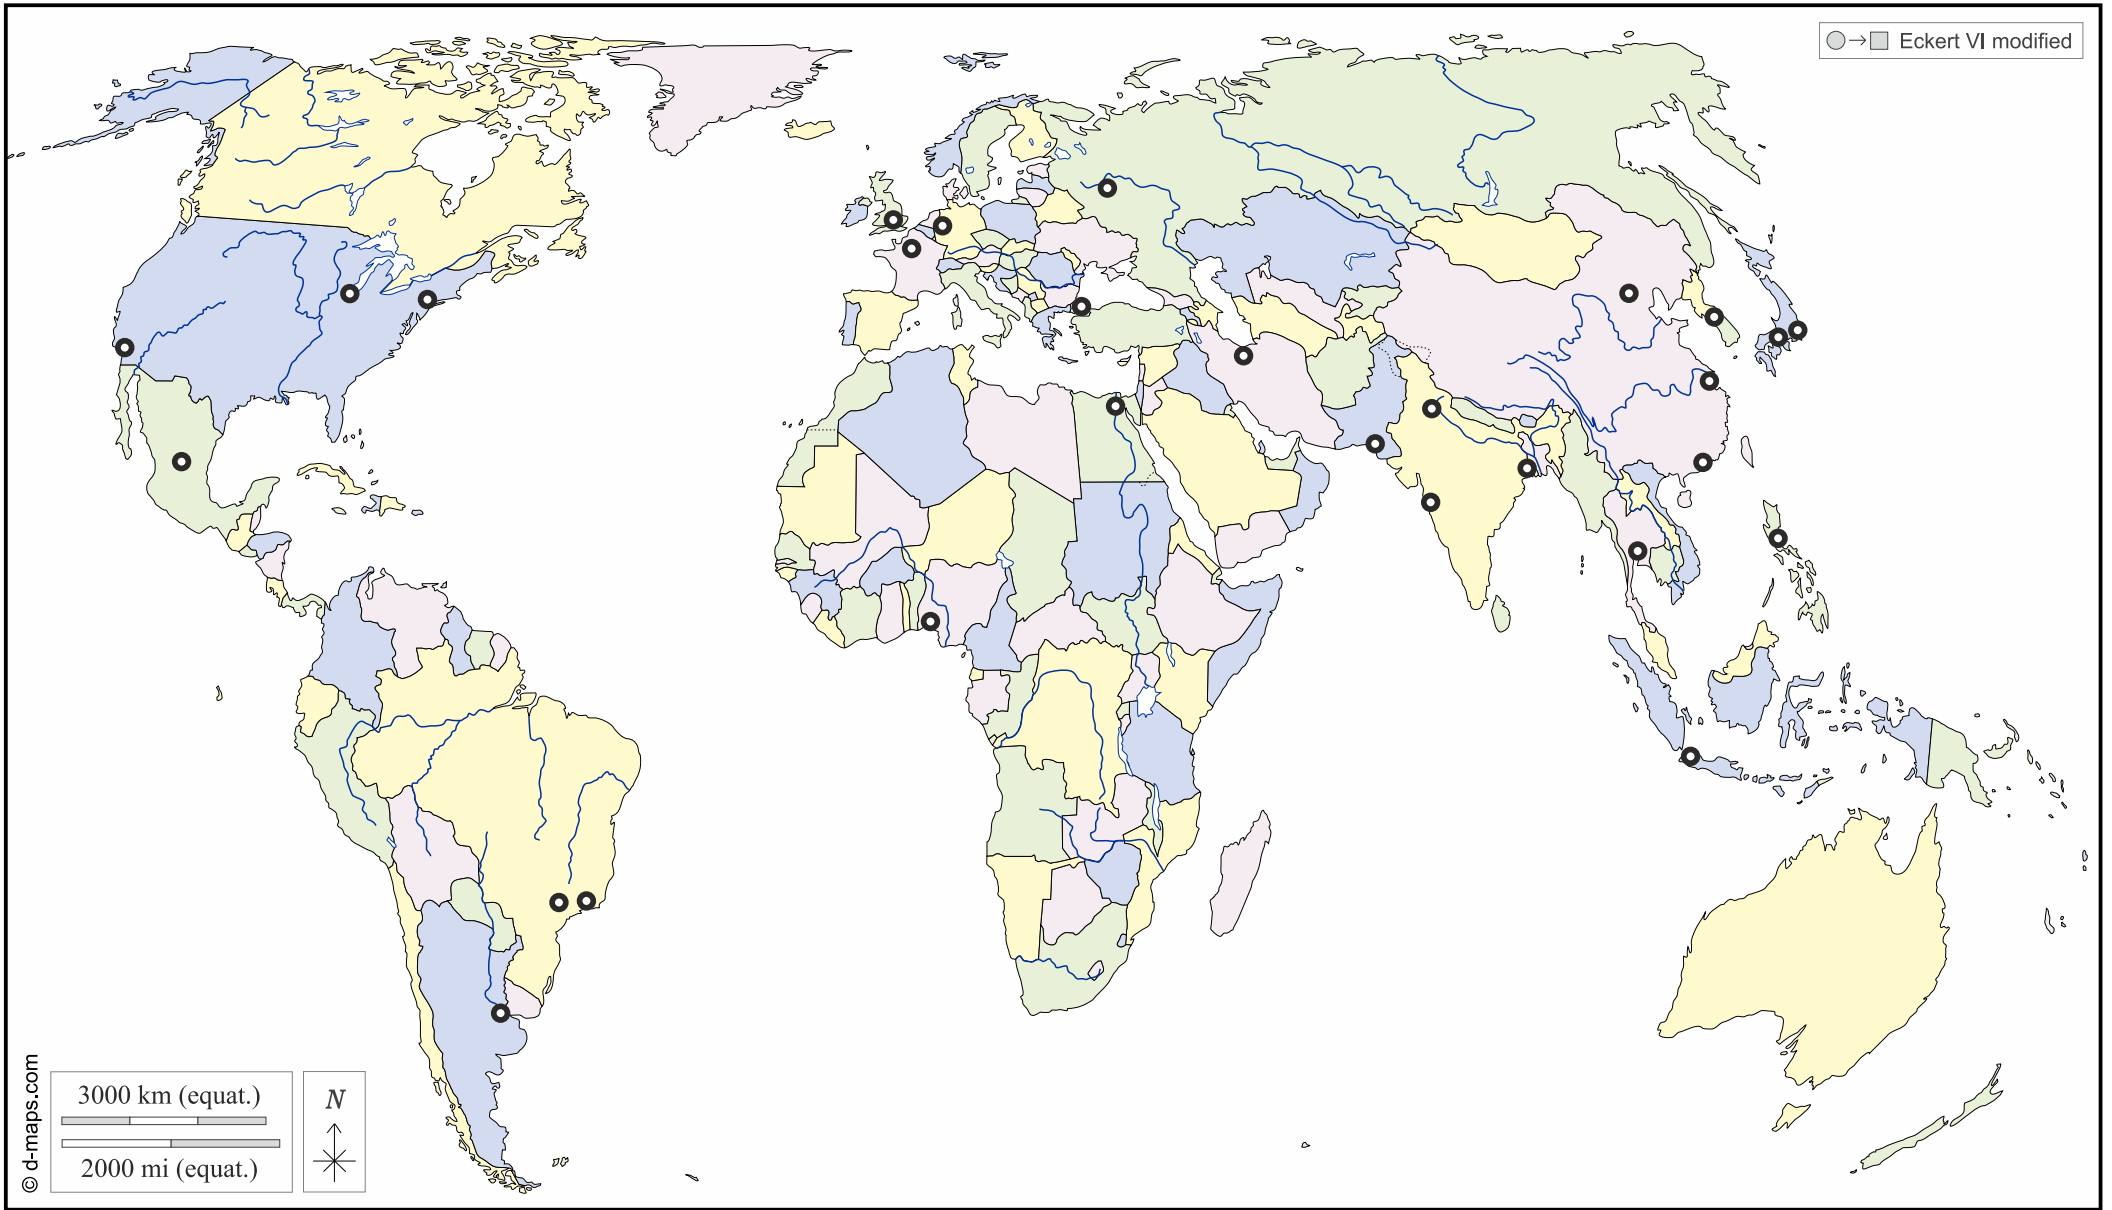 Eckert VI modified
3000 km (equat.)
2000 mi (equat.)
N
© d-maps.com